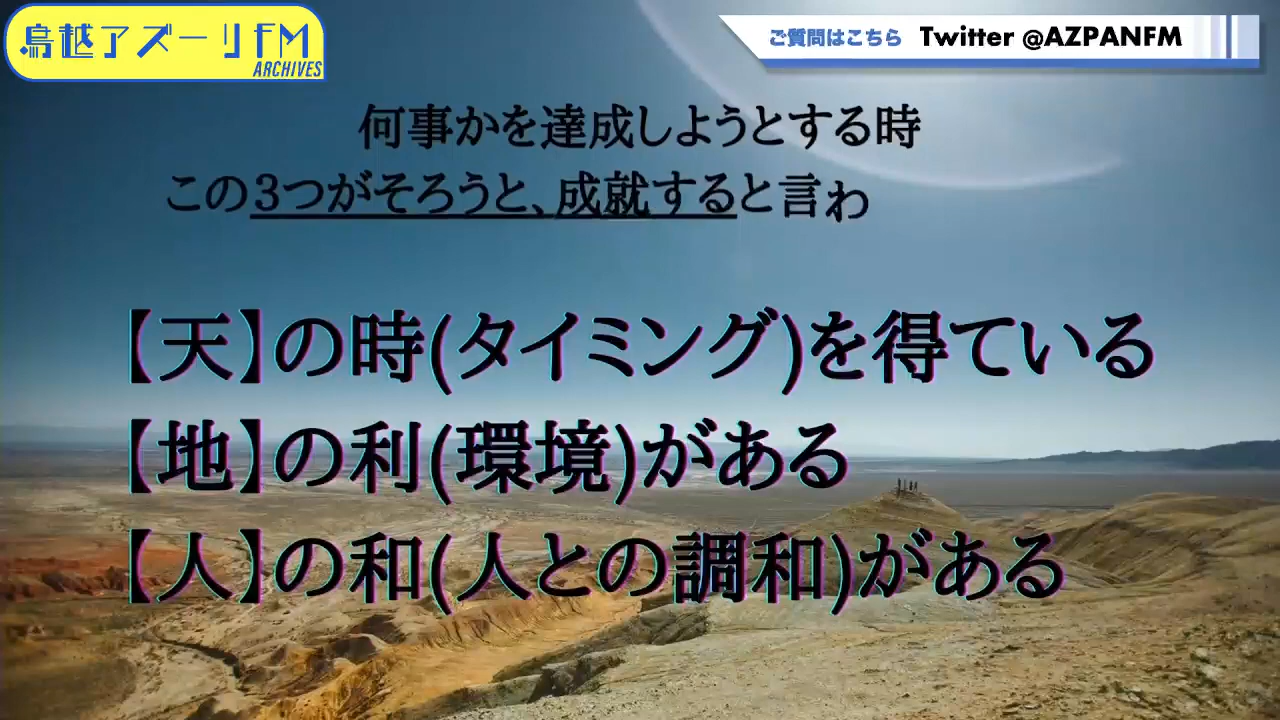 鳥越アズーリFM
ARCHIVES
ご質問はこちら Twitter @AZPANFM
何事かを達成しようとする時
この3つがそろうと、成就すると言わ
【天】の時(タイミング)を得ている
【地】の利(環境)がある
【人】の和(人との調和)がある